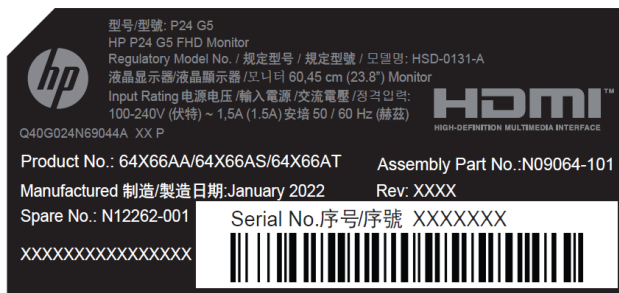 型号/型號: P24 G5
HP P24 G5 FHD Monitor
Regulatory Model No. / 规定型号 / 規定型號 / 모델명: HSD-0131-A
液晶显示器/液晶顯示器 /모니터 60,45 cm (23.8”) Monitor
Input Rating 电源电压 /輸入電源 /交流電壓 /정격입력:
100-240V (伏特) ~ 1,5A (1.5A) 安培 50 / 60 Hz (赫茲)
hp
HDMI™
HIGH-DEFINITION MULTIMEDIA INTERFACE
Q40G024N69044A XX P
Product No.: 64X66AA/64X66AS/64X66AT
Assembly Part No.:N09064-101
Manufactured 制造/製造日期:January 2022
Rev: XXXX
Spare No.: N12262-001
Serial No.序号/序號 XXXXXXX
XXXXXXXXXXXXXXXX